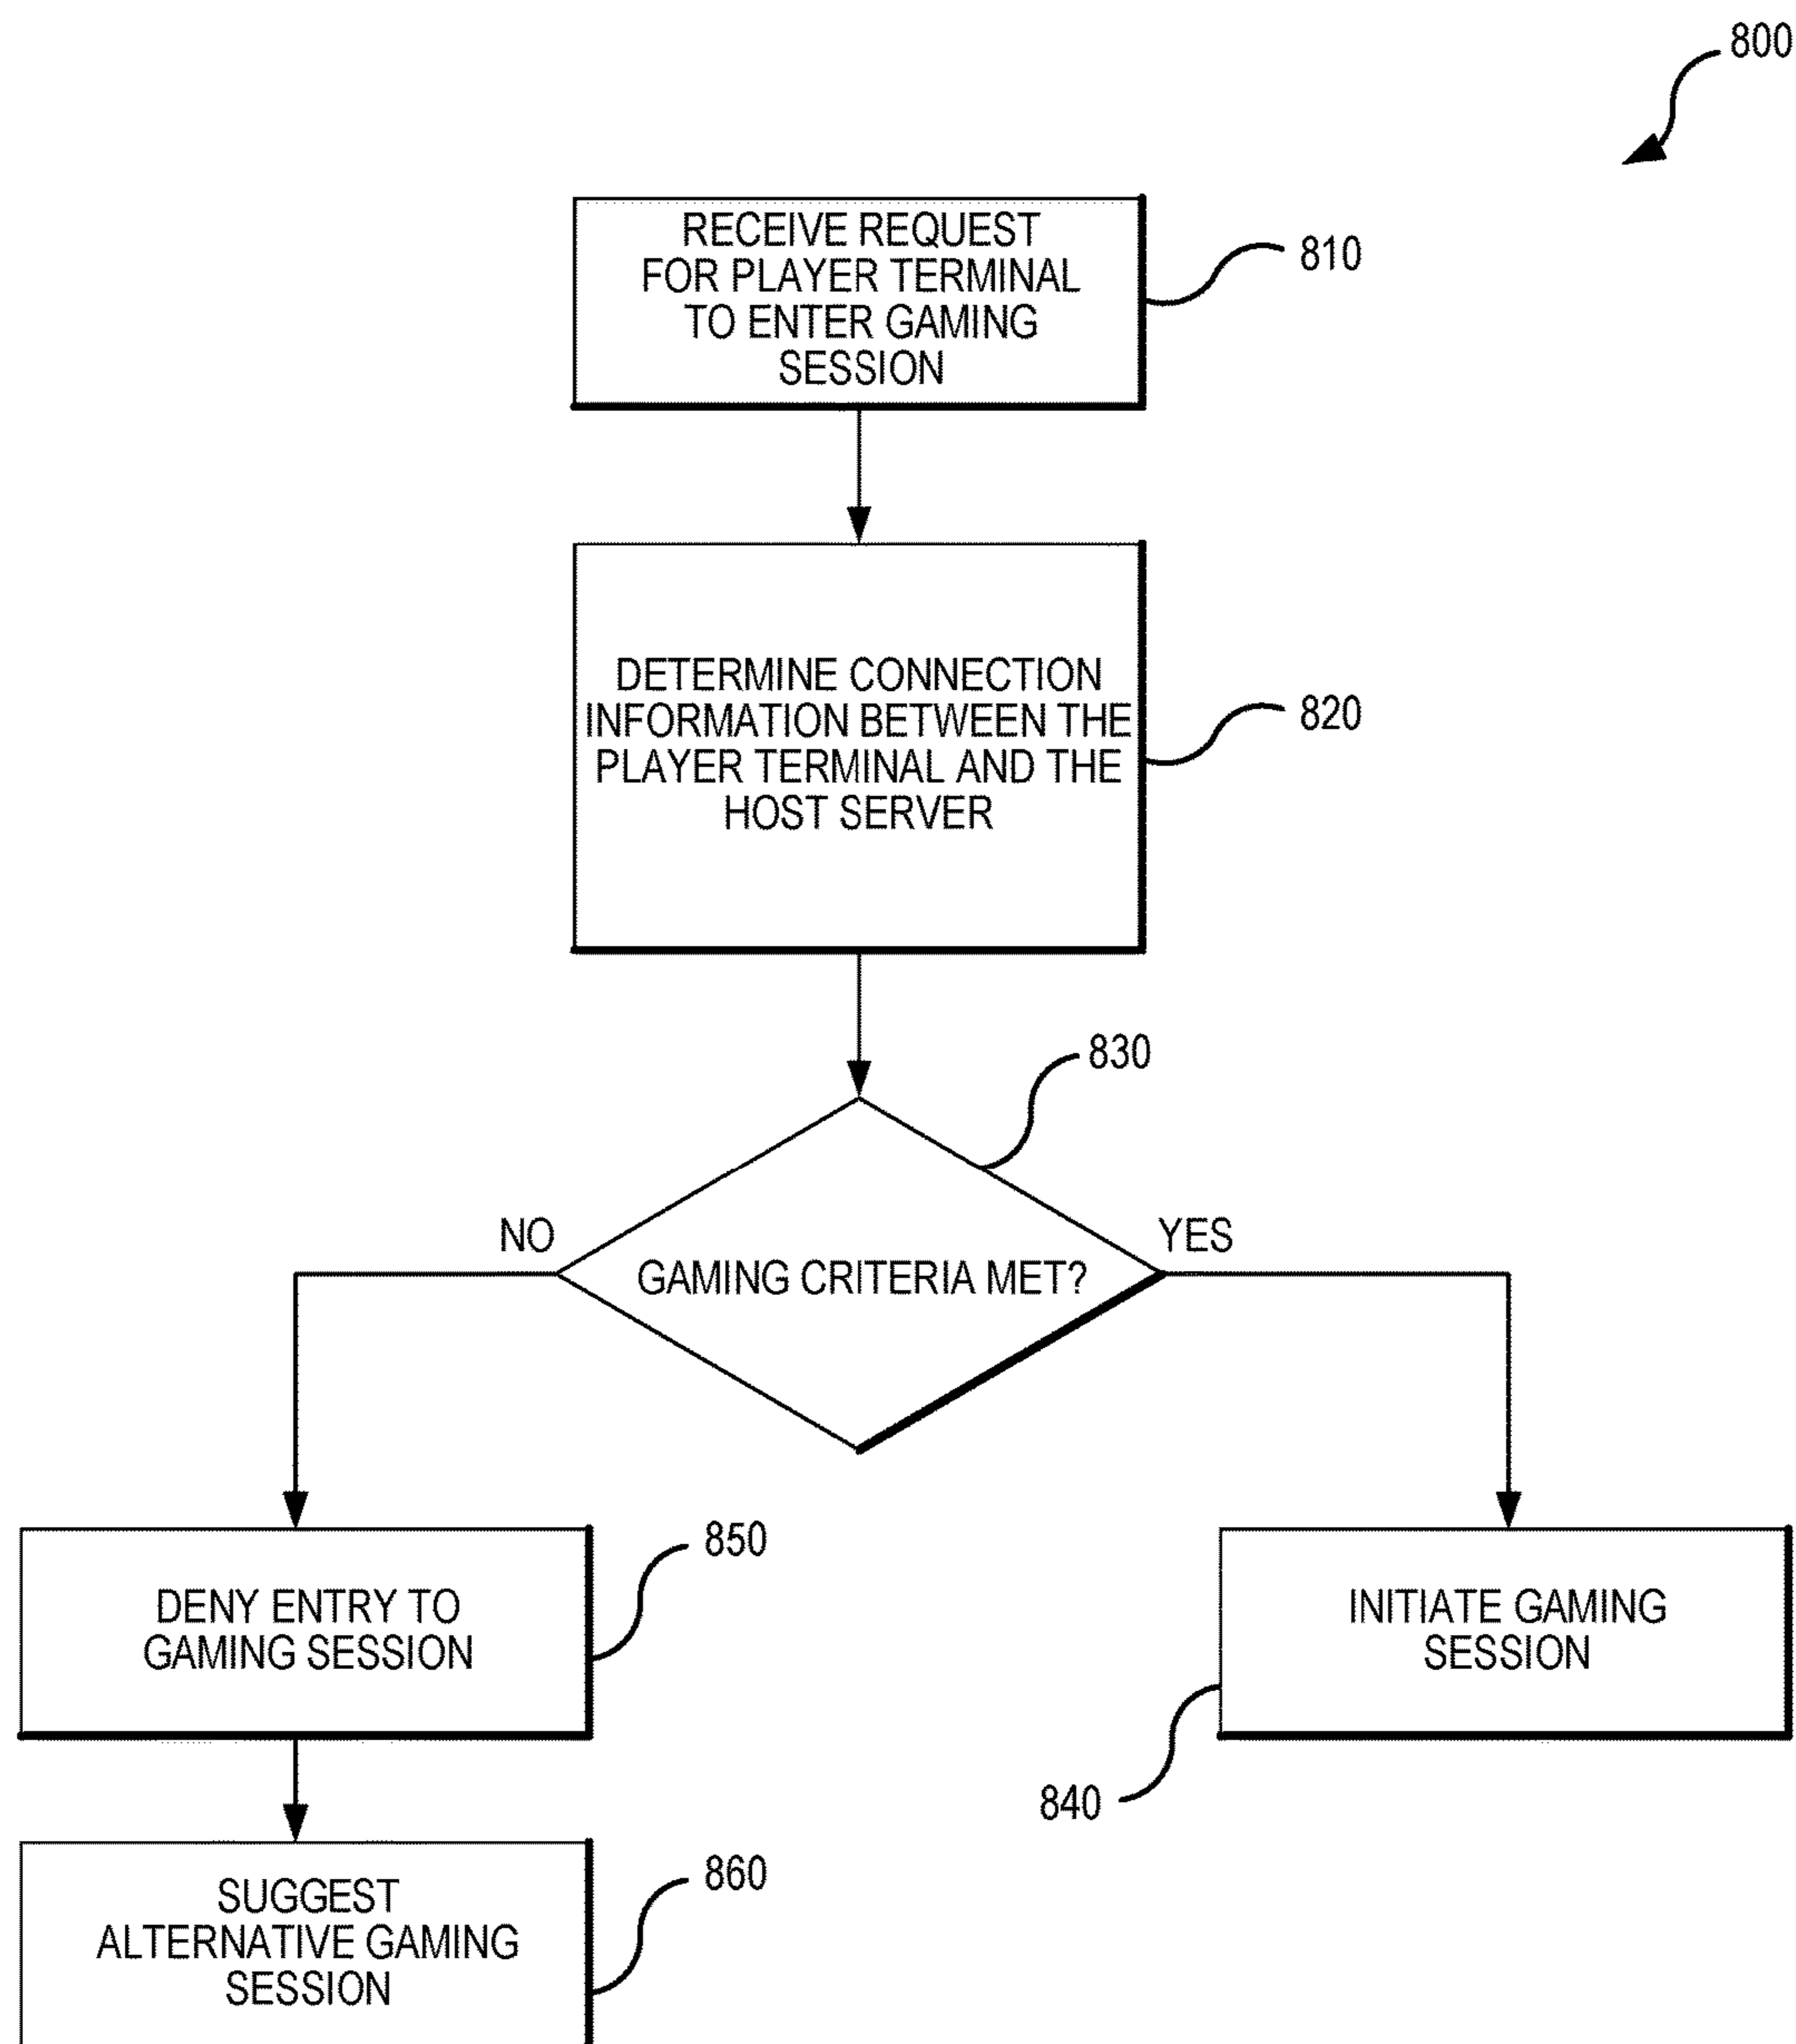 800
RECEIVE REQUEST
FOR PLAYER TERMINAL
TO ENTER GAMING
SESSION
810
DETERMINE CONNECTION
INFORMATION BETWEEN THE
PLAYER TERMINAL AND THE
HOST SERVER
820
830
NO
YES
GAMING CRITERIA MET?
DENY ENTRY TO
GAMING SESSION
850
INITIATE GAMING
SESSION
840
SUGGEST
ALTERNATIVE GAMING
SESSION
860